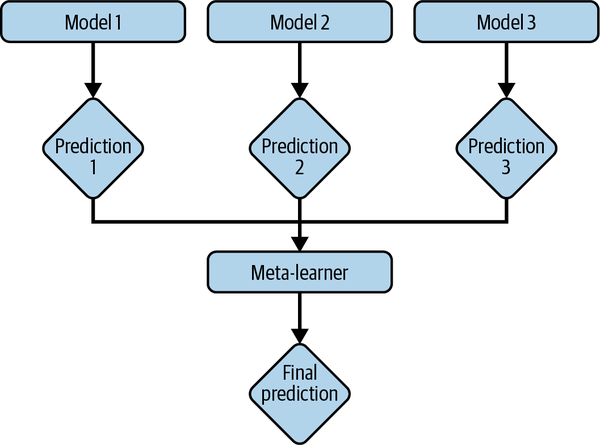 Model 1
Model 2
Model 3
Prediction
1
Prediction
2
Prediction
3
Meta-learner
Final
prediction